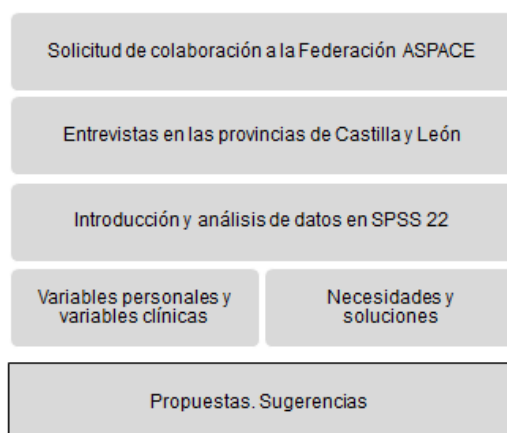 Solicitud de colaboración a la Federación ASPACE
Entrevistas en las provincias de Castilla y León
Introducción y análisis de datos en SPSS 22
Variables personales y
variables clínicas
Necesidades y
soluciones
Propuestas. Sugerencias